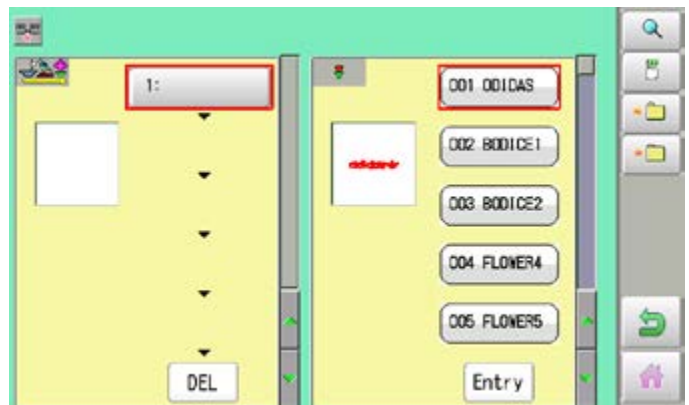 1:
DEL
001 ODIDAS
002 BODICE1
003 BODICE2
004 FLOWER4
005 FLOWER5
Entry